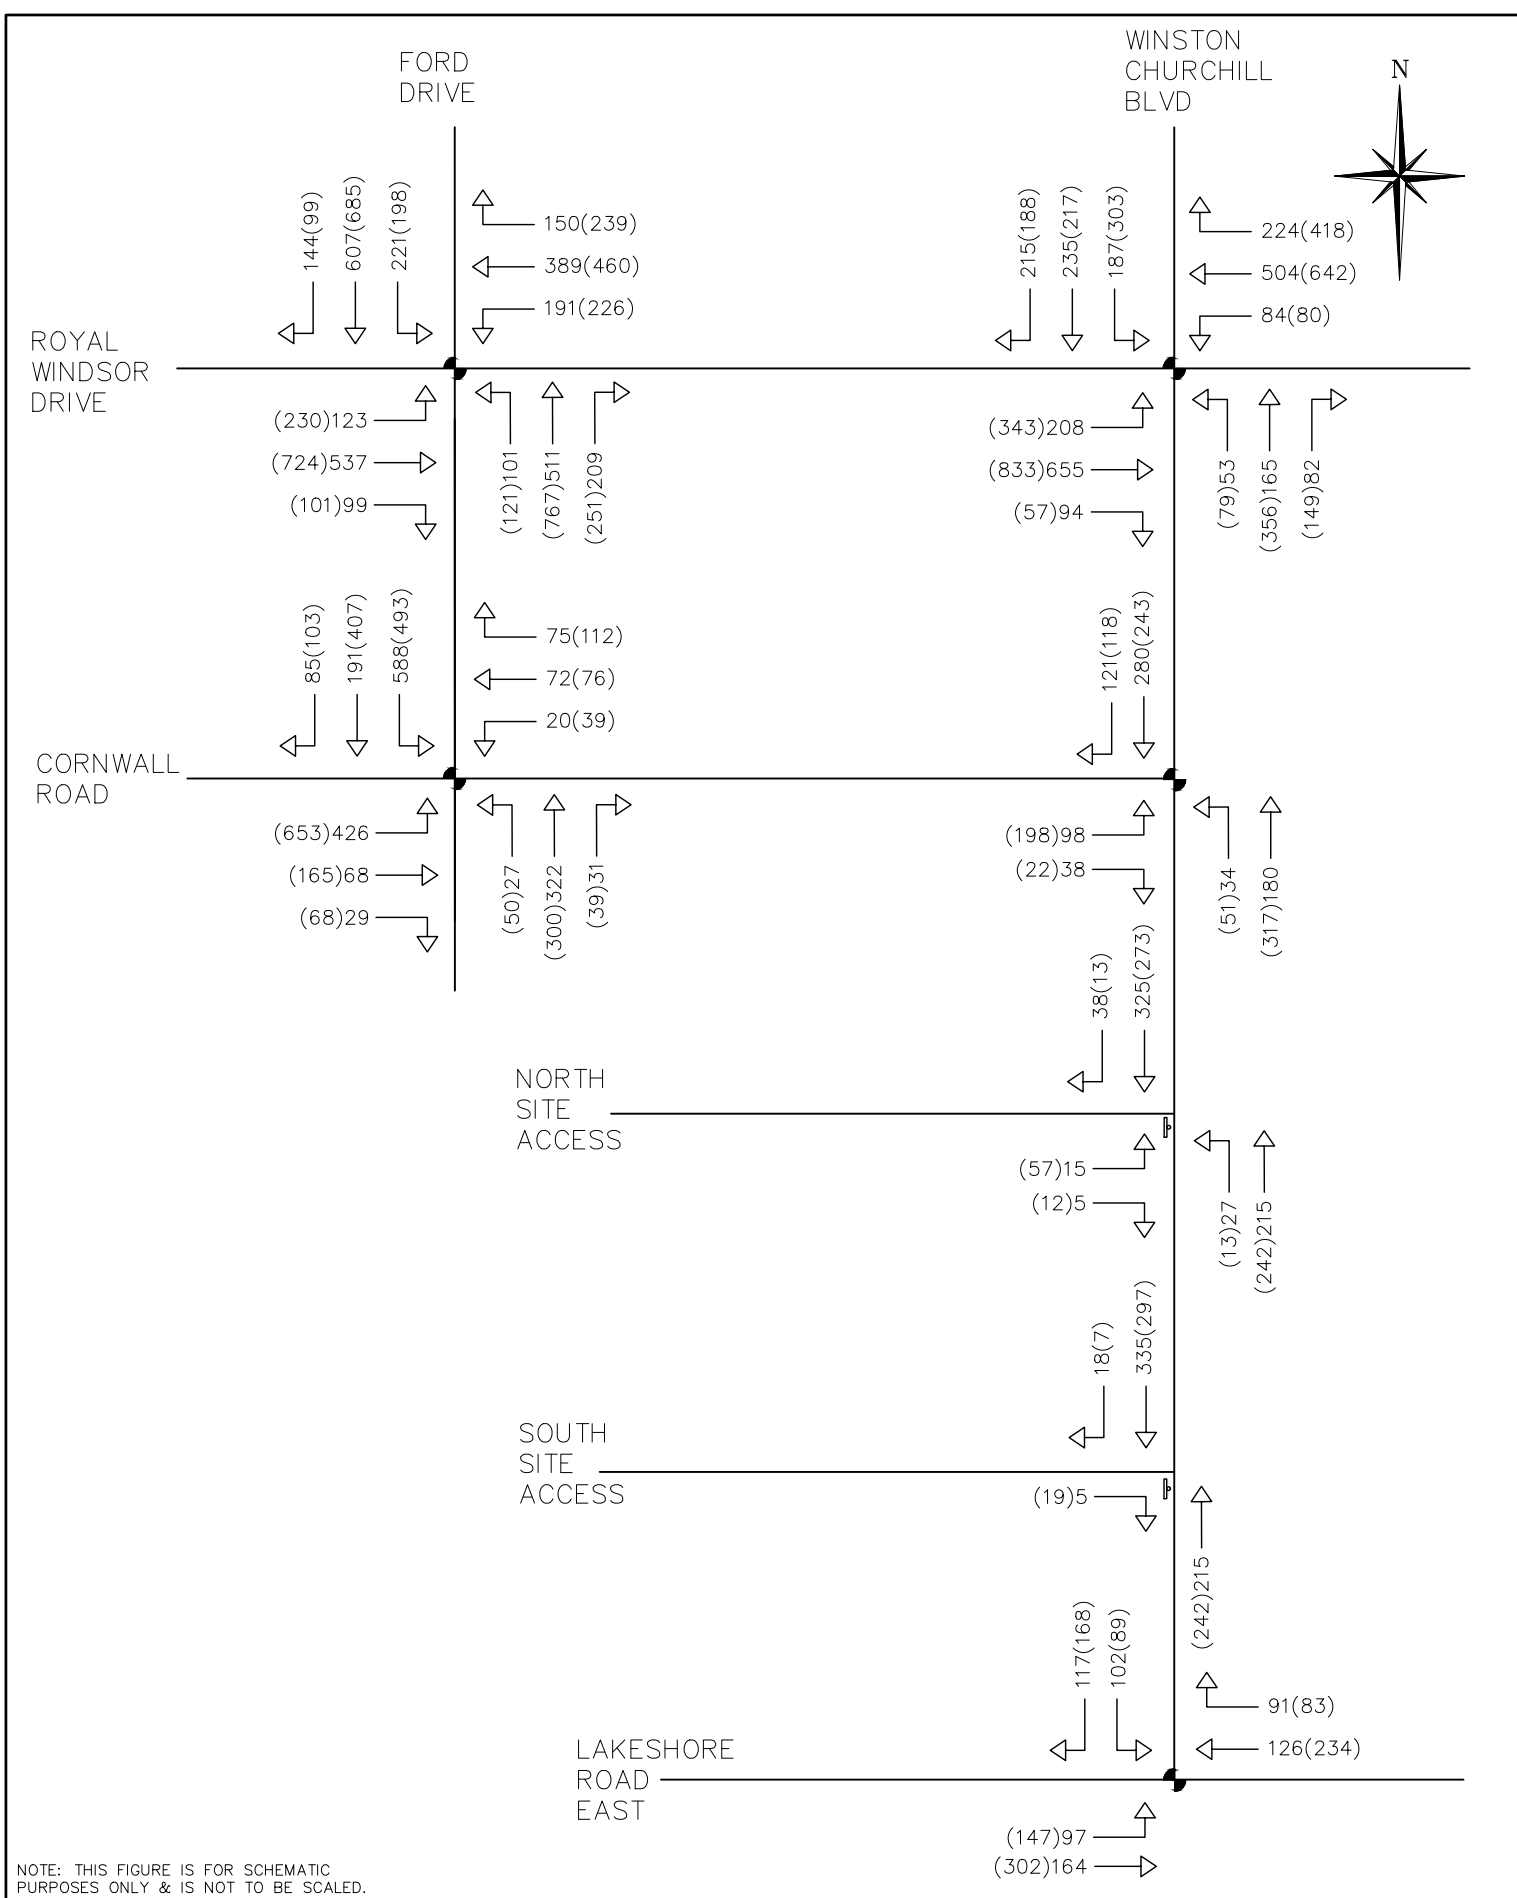 FORD
DRIVE
WINSTON
CHURCHILL
BLVD
N
144(99)
607(685)
221(198)
150(239)
389(460)
191(226)
215(188)
235(217)
187(303)
224(418)
504(642)
84(80)
ROYAL
WINDSOR
DRIVE
(230)123
(724)537
(101)99
(121)101
(767)511
(251)209
(343)208
(833)655
(57)94
(79)53
(356)165
(149)82
85(103)
191(407)
588(493)
75(112)
72(76)
20(39)
121(118)
280(243)
CORNWALL
ROAD
(653)426
(165)68
(68)29
(50)27
(300)322
(39)31
(198)98
(22)38
(51)34
(317)180
38(13)
325(273)
NORTH
SITE
ACCESS
(57)15
(12)5
(13)27
(242)215
18(7)
335(297)
SOUTH
SITE
ACCESS
(19)5
(242)215
117(168)
102(89)
91(83)
126(234)
LAKESHORE
ROAD
EAST
(147)97
(302)164
NOTE: THIS FIGURE IS FOR SCHEMATIC
PURPOSES ONLY & IS NOT TO BE SCALED.